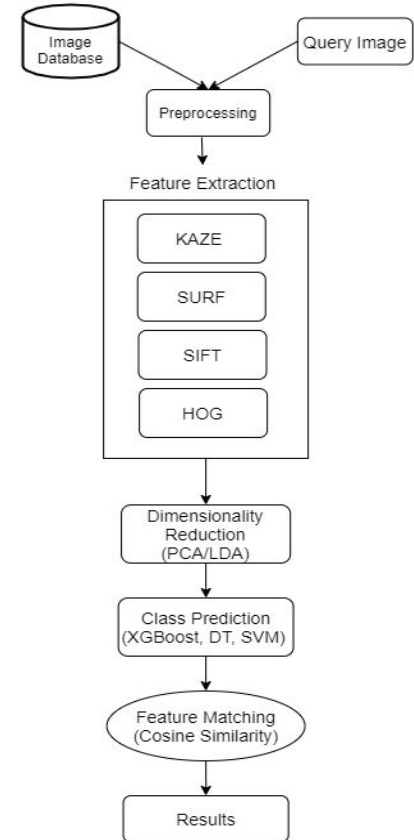 Image
Database
Query Image
Preprocessing
Feature Extraction
KAZE
SURF
SIFT
HOG
Dimensionality
Reduction
(PCA/LDA)
Class Prediction
(XGBoost, DT, SVM)
Feature Matching
(Cosine Similarity)
Results